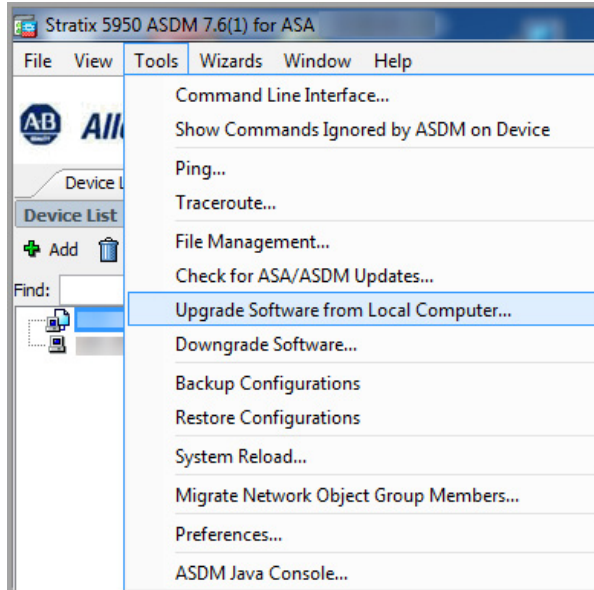 Stratix 5950 ASDM 7.6(1) for ASA
File View Tools Wizards Window Help
AB
Command Line Interface...
Show Commands Ignored by ASDM on Device
Ping...
Device
Traceroute...
Device List
File Management...
Add
Check for ASA/ASDM Updates...
Find:
Upgrade Software from Local Computer...
Downgrade Software...
Backup Configurations
Restore Configurations
System Reload...
Migrate Network Object Group Members...
Preferences...
ASDM Java Console...